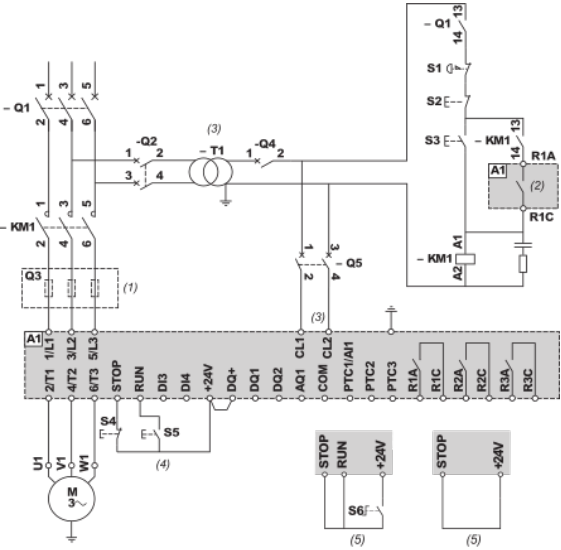 13
– Q1
14
S1
S2
S3
13
– KM1
14
R1A
A1
(2)
R1C
A1
– KM1
A2
1
3
5
– Q1
2
4
6
-Q2
1
2
3
4
(3)
– T1
-Q4
1
2
1
3
5
– KM1
2
4
6
1
3
– Q5
2
4
Q3
(1)
(3)
A1
1/L1
3/L2
5/L3
CL1
CL2
2/T1
4/T2
6/T3
STOP
RUN
DI3
DI4
+24V
DQ+
DQ1
DQ2
AQ1
COM
PTC1/AI1
PTC2
PTC3
R1A
R1C
R2A
R2C
R3A
R3C
S4
S5
(4)
U1
V1
W1
M
3
STOP
RUN
+24V
S6
(5)
STOP
+24V
(5)